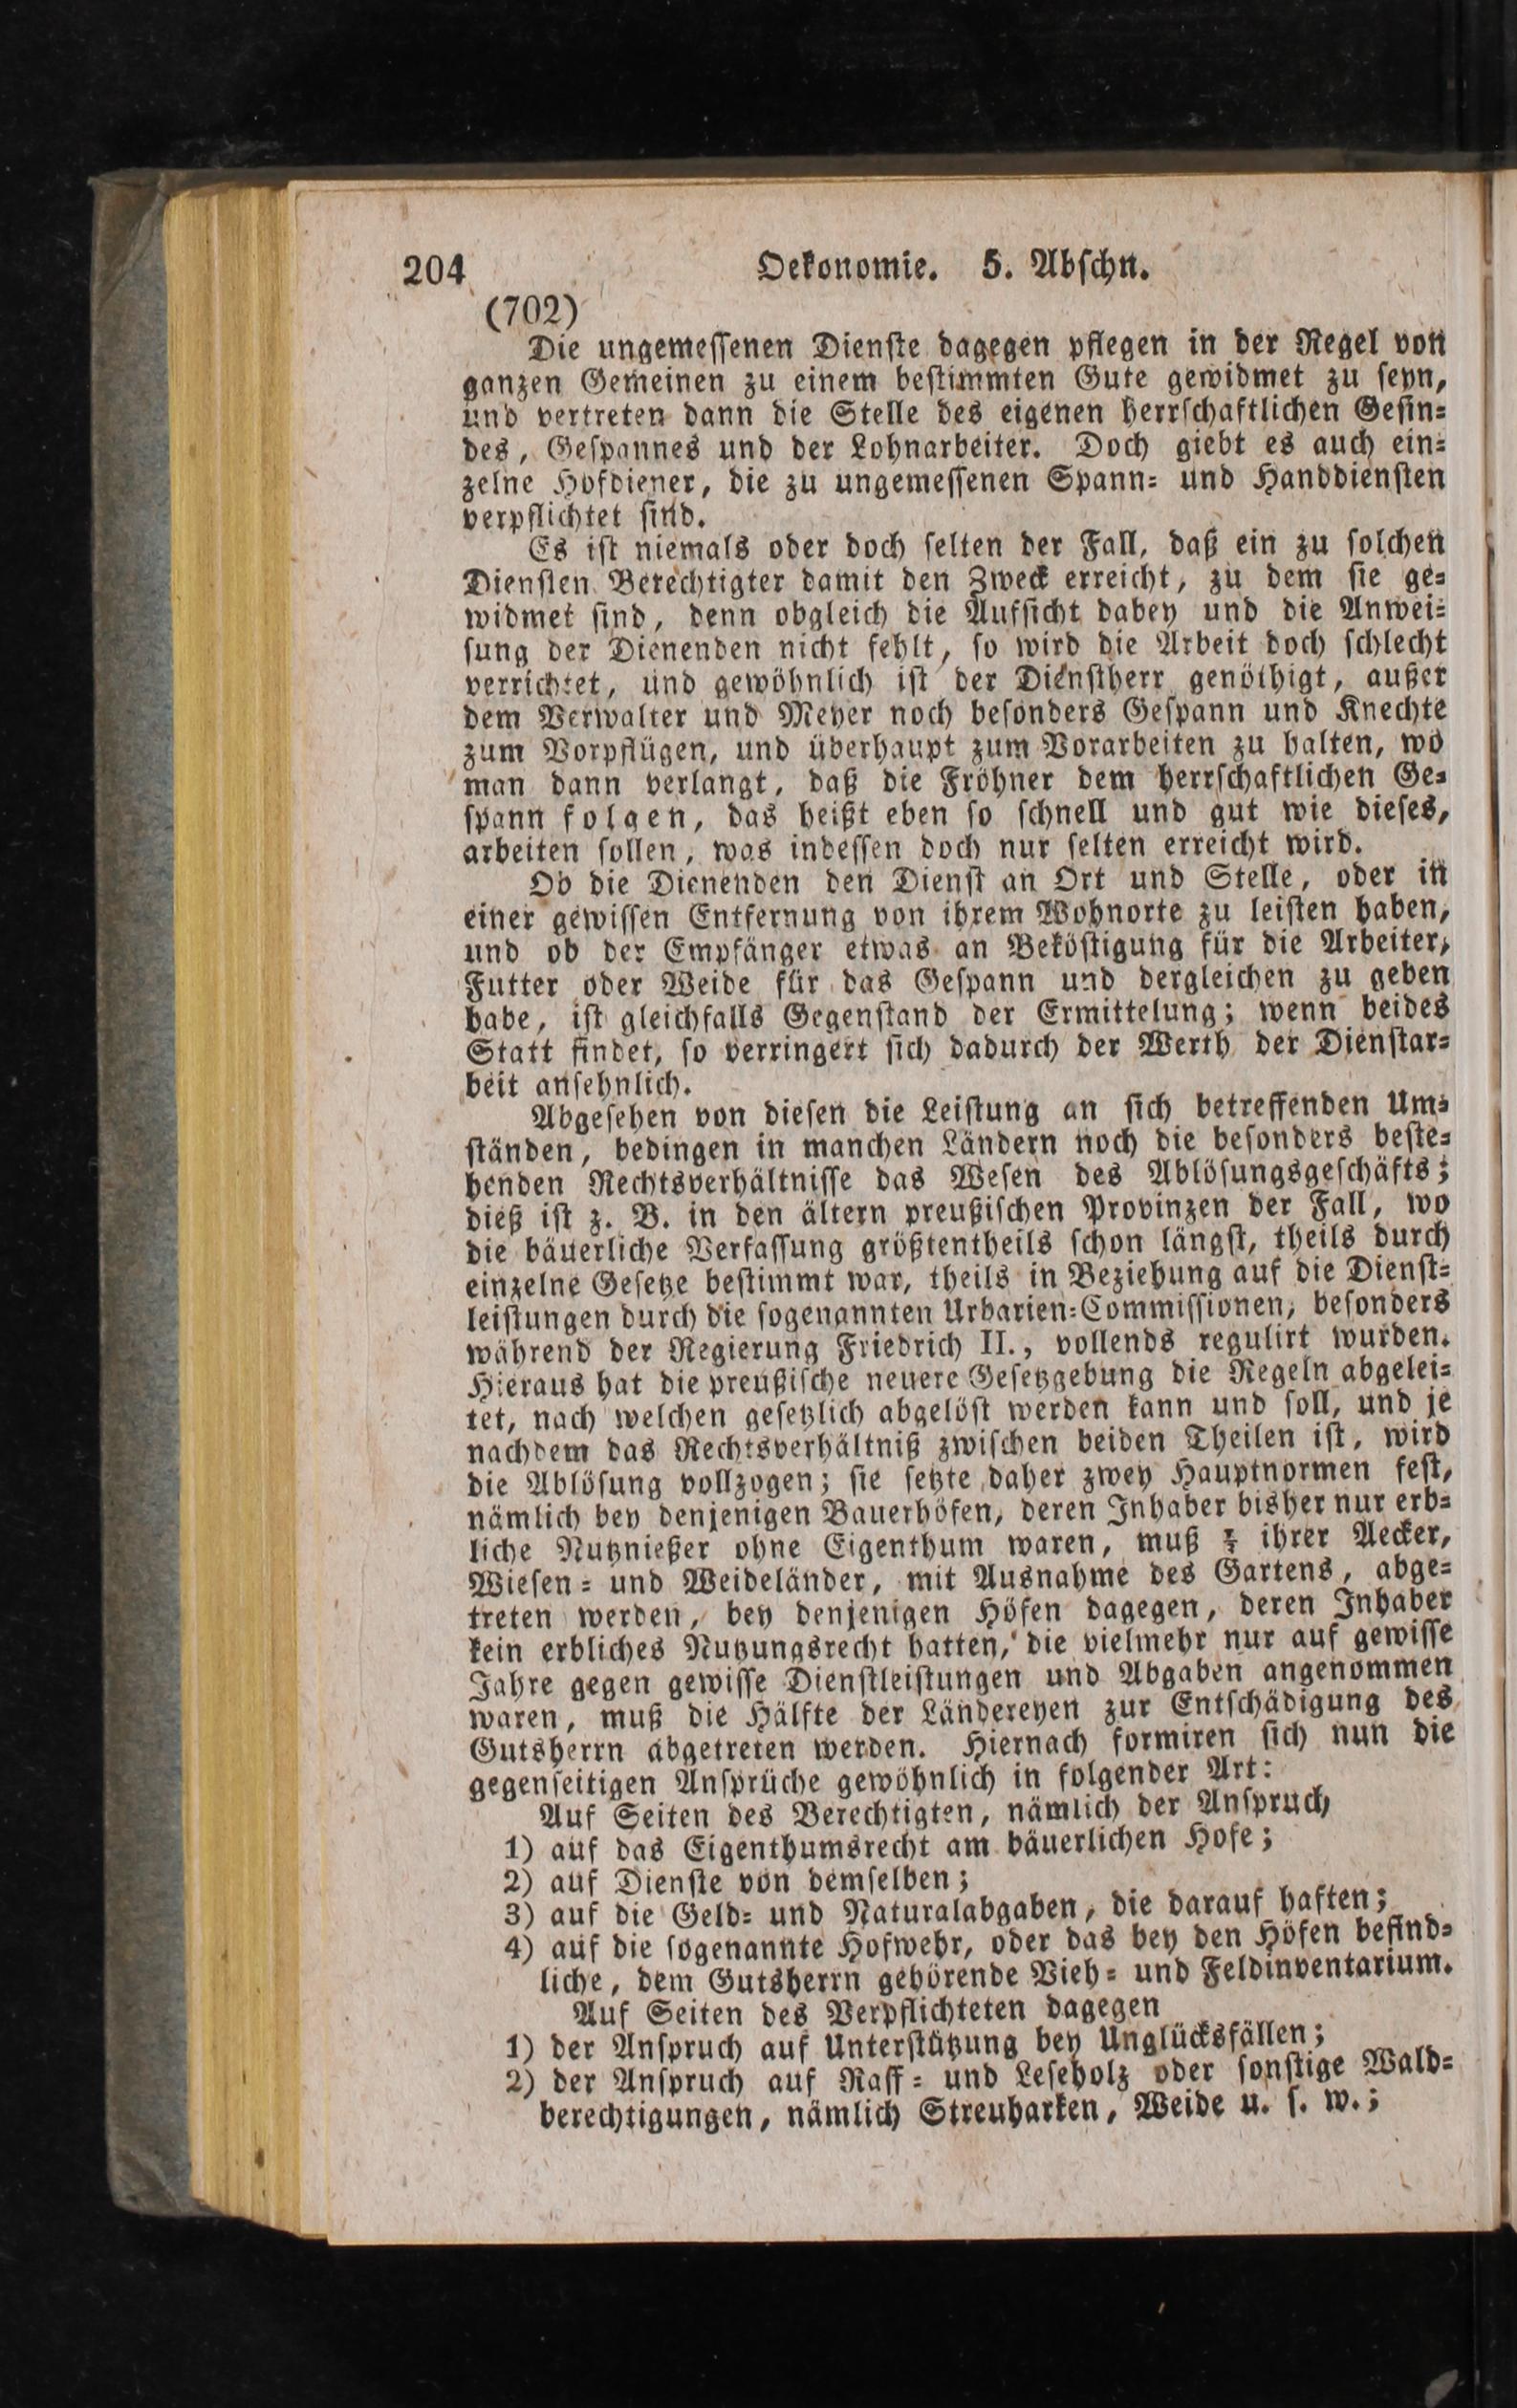 204 Oekonomie. 5. Abschn.
(702)
Die ungemessenen Dienste dagegen pflegen in der Regel von
ganzen Gemeinen zu einem bestimmten Gute gewidmet zu seyn,
und vertreten dann die Stelle des eigenen herrschaftlichen Gesin-
des, Gespannes und der Lohnarbeiter. Doch giebt es auch ein-
zelne Hofdiener, die zu ungemessenen Spann- und Handdiensten
verpflichtet sind.
Es ist niemals oder doch selten der Fall, daß ein zu solchen
Diensten Berechtigter damit den Zweck erreicht, zu dem sie ge-
widmet sind, denn obgleich die Aufsicht dabey und die Anwei-
sung der Dienenden nicht fehlt, so wird die Arbeit doch schlecht
verrichtet, und gewöhnlich ist der Dienstherr genöthigt, außer
dem Verwalter und Meyer noch besonders Gespann und Knechte
zum Vorpflügen, und überhaupt zum Vorarbeiten zu halten, wo
man dann verlangt, daß die Fröhner dem herrschaftlichen Ge-
spann folgen, das heißt eben so schnell und gut wie dieses,
arbeiten sollen, was indessen doch nur selten erreicht wird.
Ob die Dienenden den Dienst an Ort und Stelle, oder in
einer gewissen Entfernung von ihrem Wohnorte zu leisten haben,
und ob der Empfänger etwas an Beköstigung für die Arbeiter,
Futter oder Weide für das Gespann und dergleichen zu geben
habe, ist gleichfalls Gegenstand der Ermittelung; wenn beides
Statt findet, so verringert sich dadurch der Werth der Dienstar-
beit ansehnlich.
Abgesehen von diesen die Leistung an sich betreffenden Um-
ständen, bedingen in manchen Ländern noch die besonders beste-
henden Rechtsverhältnisse das Wesen des Ablösungsgeschäfts;
dieß ist z. B. in den ältern preußischen Provinzen der Fall, wo
die bäuerliche Verfassung größtentheils schon längst, theils durch
einzelne Gesetze bestimmt war, theils in Beziehung auf die Dienst-
leistungen durch die sogenannten Urbarien-Commissionen, besonders
während der Regierung Friedrich II., vollends regulirt wurden.
Hieraus hat die preußische neuere Gesetzgebung die Regeln abgelei-
tet, nach welchen gesetzlich abgelöst werden kann und soll, und je
nachdem das Rechtsverhältniß zwischen beiden Theilen ist, wird
die Ablösung vollzogen; sie setzte daher zwey Hauptnormen fest,
nämlich bey denjenigen Bauerhöfen, deren Inhaber bisher nur erb-
liche Nutznießer ohne Eigenthum waren, muß ihrer Aecker,
Wiesen- und Weideländer, mit Ausnahme des Gartens, abge-
treten werden, bey denjenigen Höfen dagegen, deren Inhaber
kein erbliches Nutzungsrecht hatten, die vielmehr nur auf gewisse
Jahre gegen gewisse Dienstleistungen und Abgaben angenommen
waren, muß die Hälfte der Ländereyen zur Entschädigung des
Gutsherrn abgetreten werden. Hiernach formiren sich nun die
gegenseitigen Ansprüche gewöhnlich in folgender Art:
Auf Seiten des Berechtigten, nämlich der Anspruch,
1) auf das Eigenthumsrecht am bäuerlichen Hofe;
2) auf Dienste von demselben;
3) auf die Geld- und Naturalabgaben, die darauf haften;
4) auf die sogenannte Hofwehr, oder das bey den Höfen befind-
liche, dem Gutsherrn gehörende Vieh- und Feldinventarium.
Auf Seiten des Verpflichteten dagegen
1) der Anspruch auf Unterstützung bey Unglücksfällen;
2) der Anspruch auf Raff- und Leseholz oder sonstige Wald-
berechtigungen, nämlich Streuharken, Weide u. s. w.;